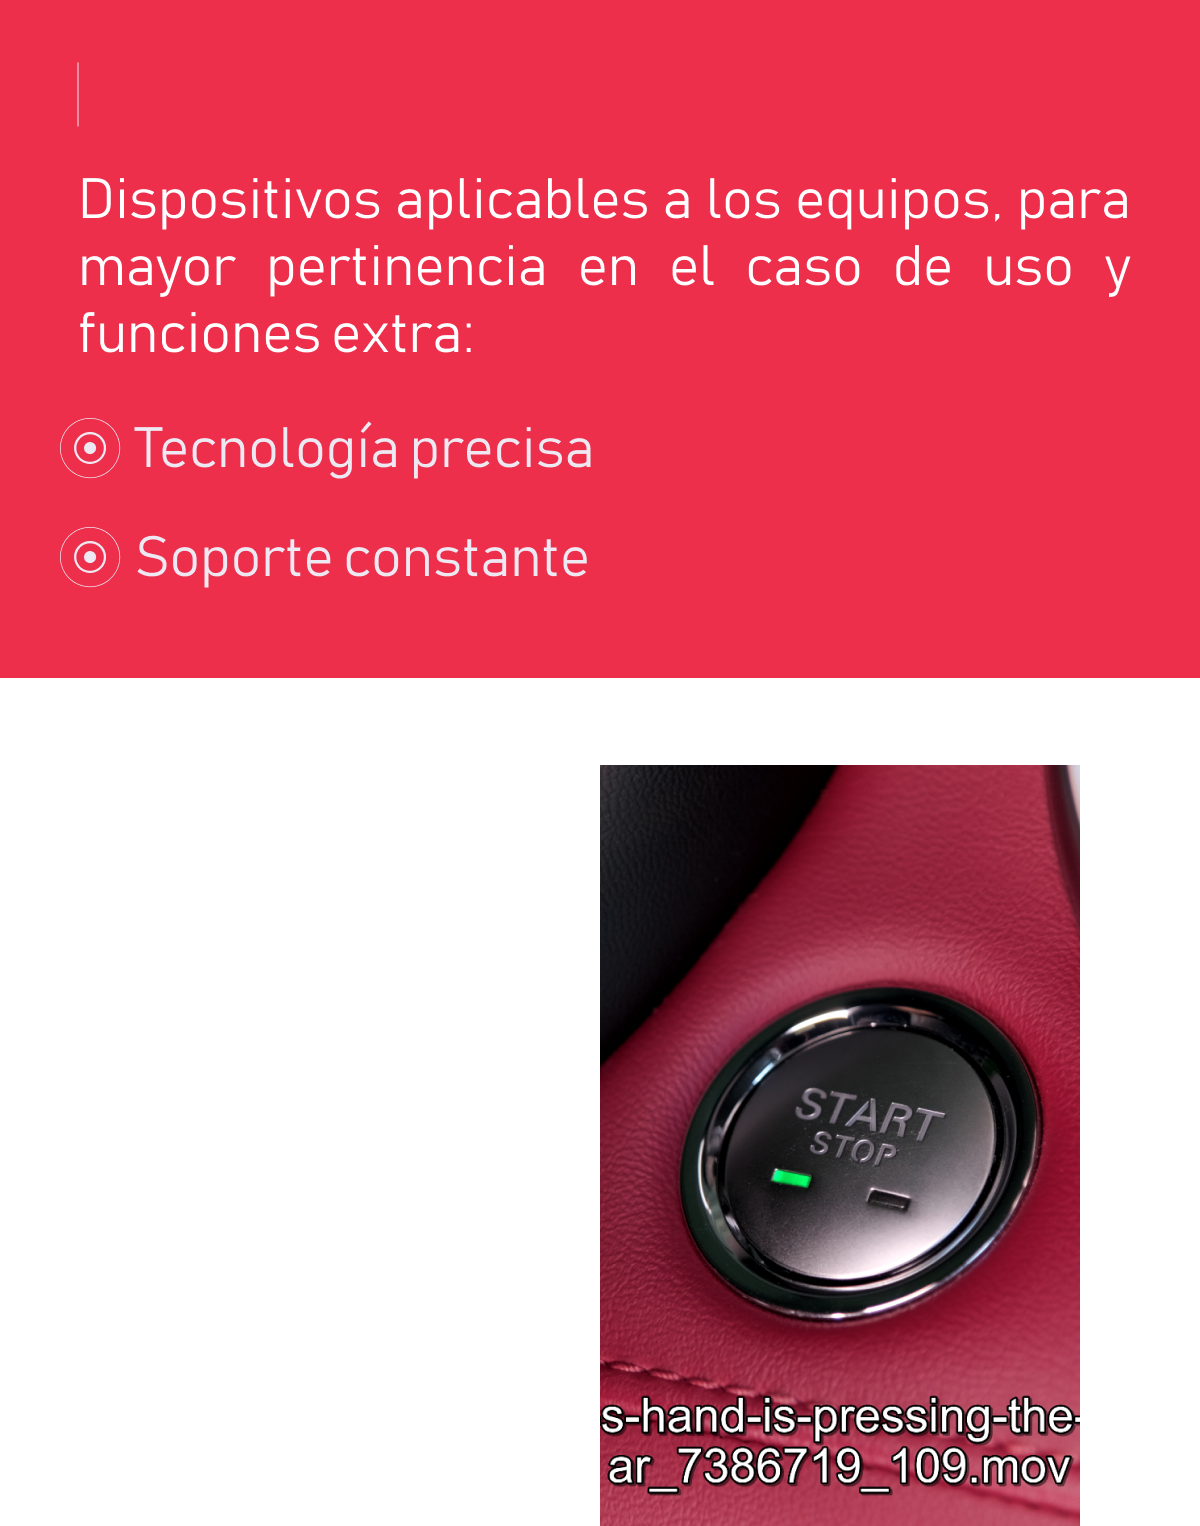 Dispositivos aplicables a los equipos, para
mayor pertinencia en el caso de uso y
funciones extra:
Tecnología precisa
Soporte constante
START
STOP
s-hand-is-pressing-the-
ar_7386719_109.mov